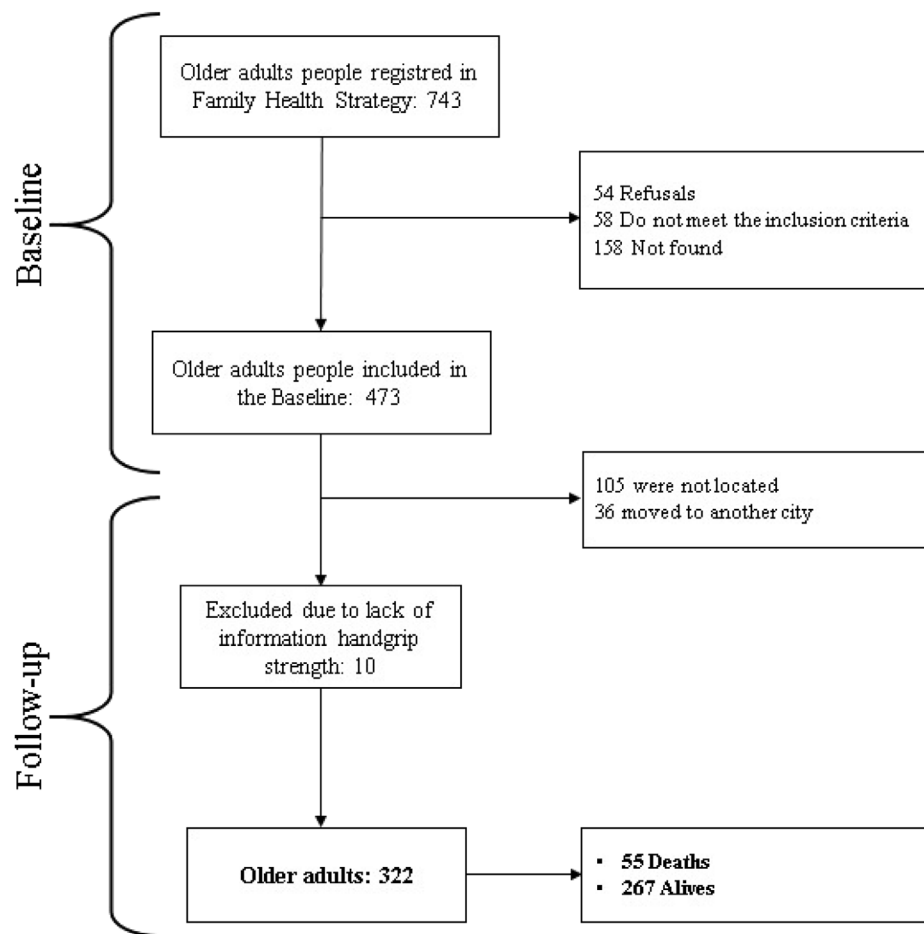 Baseline
Older adults people registred in
Family Health Strategy: 743
54 Refusals
58 Do not meet the inclusion criteria
158 Not found
Older adults people included in
the Baseline: 473
Follow-up
105 were not located
36 moved to another city
Excluded due to lack of
information handgrip
strength: 10
Older adults: 322
▪ 55 Deaths
▪ 267 Alives